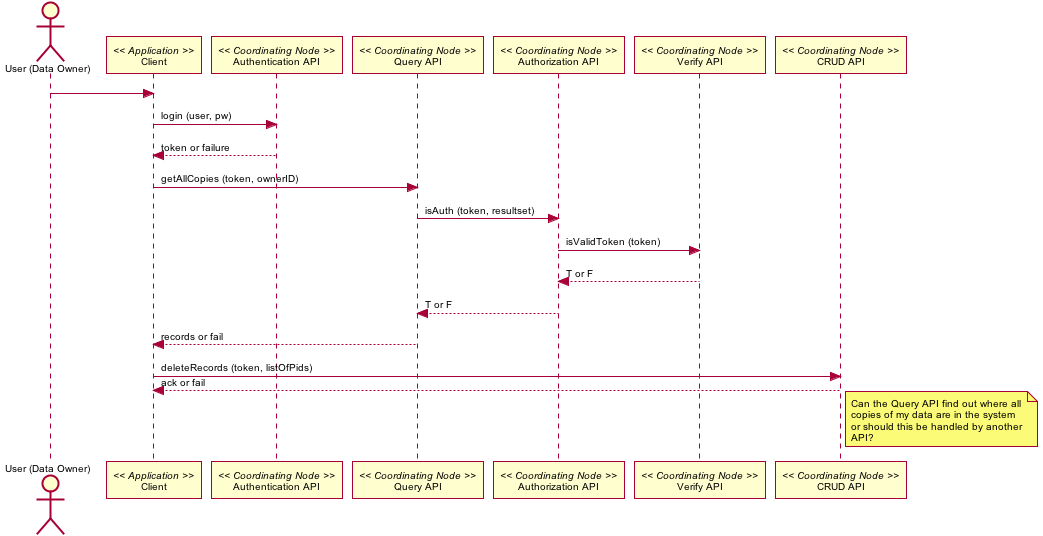 User (Data Owner)
<< Application >>
Client
<< Coordinating Node >>
Authentication API
<< Coordinating Node >>
Query API
<< Coordinating Node >>
Authorization API
<< Coordinating Node >>
Verify API
<< Coordinating Node >>
CRUD API
login (user, pw)
token or failure
getAllCopies (token, ownerID)
isAuth (token, resultset)
isValidToken (token)
T or F
T or F
records or fail
deleteRecords (token, listOfPids)
ack or fail
Can the Query API find out where all
copies of my data are in the system
or should this be handled by another
API?
User (Data Owner)
<< Application >>
Client
<< Coordinating Node >>
Authentication API
<< Coordinating Node >>
Query API
<< Coordinating Node >>
Authorization API
<< Coordinating Node >>
Verify API
<< Coordinating Node >>
CRUD API